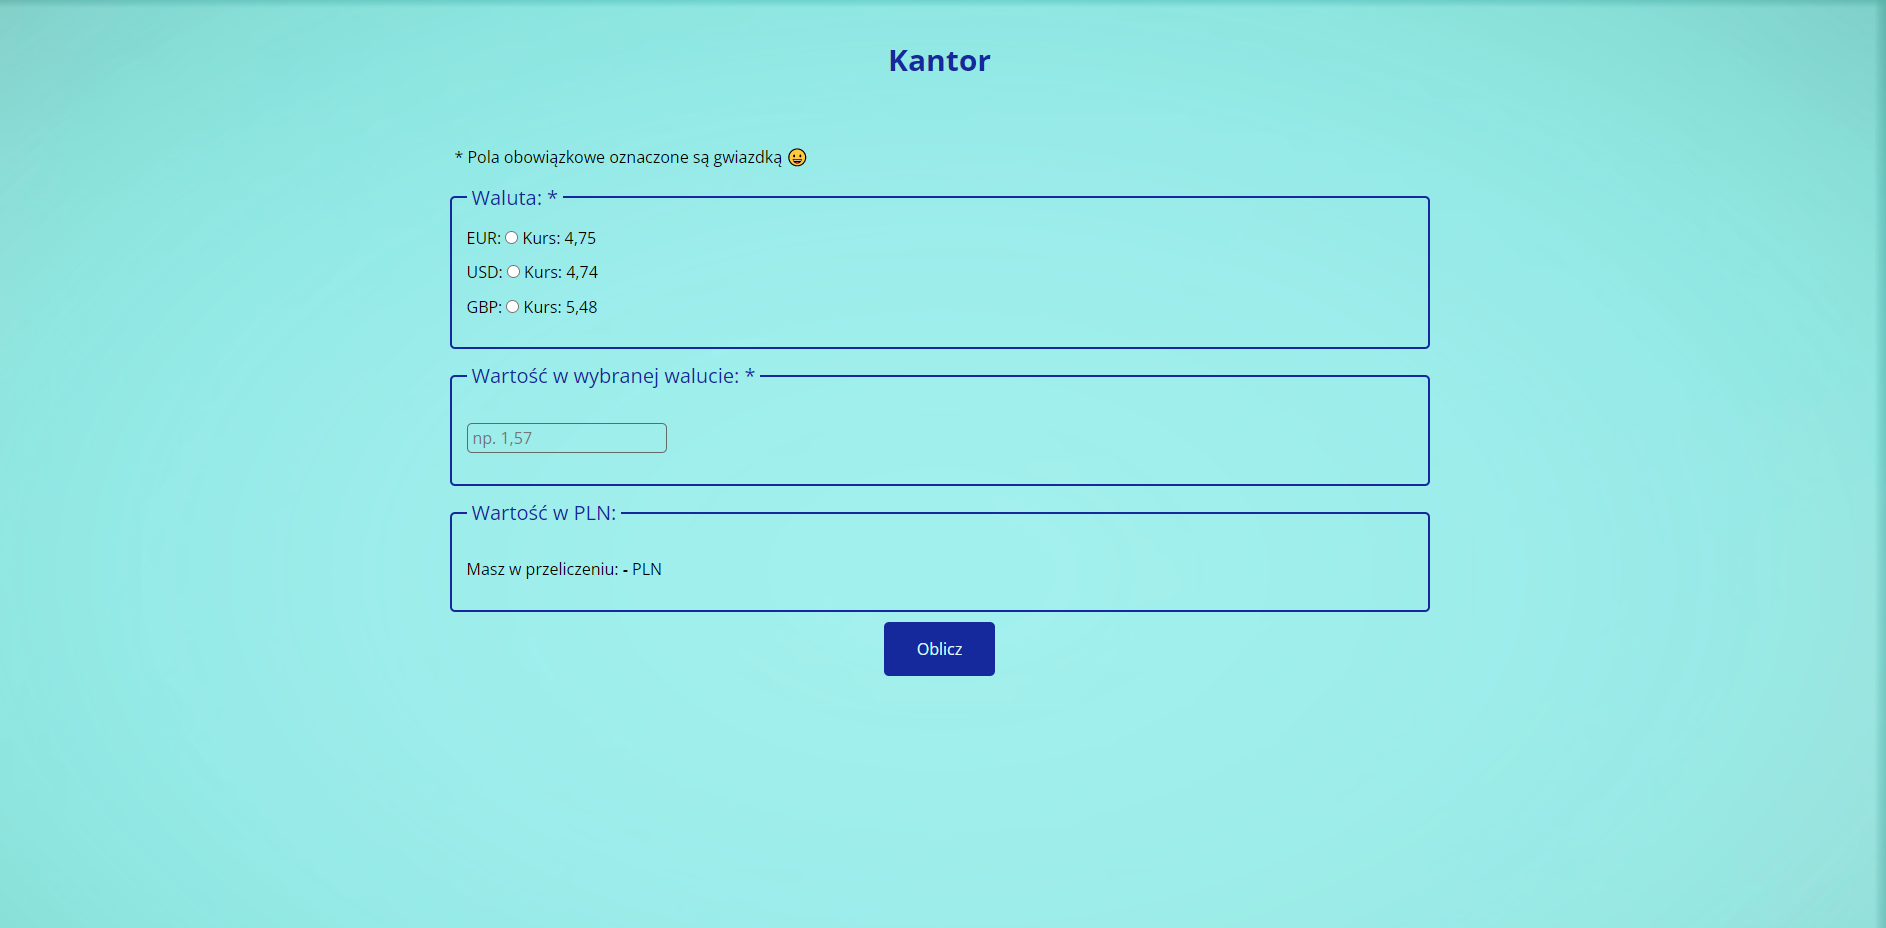 Kantor
* Pola obowiązkowe oznaczone są gwiazdką 😀
Waluta: *
EUR: Kurs: 4,75
USD: Kurs: 4,74
GBP: Kurs: 5,48
Wartość w wybranej walucie: *
np. 1,57
Wartość w PLN:
Masz w przeliczeniu: - PLN
Oblicz